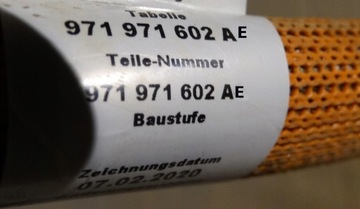 Tabelle
971 971 602 AE
Teile-Nummer
971 971 602 AE
Baustufe
Zeichnungsdatum
07.02.2020